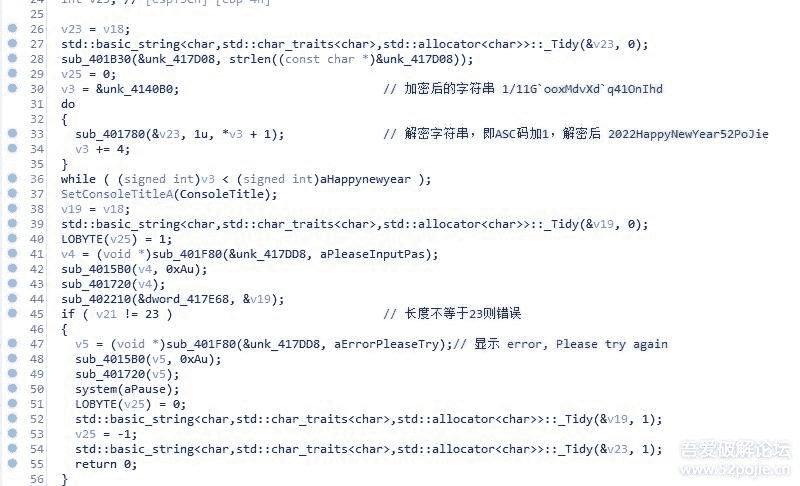 24 int v25; // [esp+5Ch] [ebp-4h]
25
26 v23 = v18;
27 std::basic_string<char,std::char_traits<char>,std::allocator<char>>::_Tidy(&v23, 0);
28 sub_401B30(&unk_417D08, strlen((const char *)&unk_417D08));
29 v25 = 0;
30 v3 = &unk_4140B0; // 加密后的字符串 1/11G`ooxMdvXd`q41OnIhd
31 do
32 {
33 sub_401780(&v23, 1u, *v3 + 1); // 解密字符串，即ASC码加1，解密后 2022HappyNewYear52PoJie
34 v3 += 4;
35 }
36 while ( (signed int)v3 < (signed int)aHappynewyear );
37 SetConsoleTitleA(ConsoleTitle);
38 v19 = v18;
39 std::basic_string<char,std::char_traits<char>,std::allocator<char>>::_Tidy(&v19, 0);
40 LOBYTE(v25) = 1;
41 v4 = (void *)sub_401F80(&unk_417DD8, aPleaseInputPas);
42 sub_4015B0(v4, 0xAu);
43 sub_401720(v4);
44 sub_402210(&dword_417E68, &v19);
45 if ( v21 != 23 ) // 长度不等于23则错误
46 {
47 v5 = (void *)sub_401F80(&unk_417DD8, aErrorPleaseTry);// 显示 error, Please try again
48 sub_4015B0(v5, 0xAu);
49 sub_401720(v5);
50 system(aPause);
51 LOBYTE(v25) = 0;
52 std::basic_string<char,std::char_traits<char>,std::allocator<char>>::_Tidy(&v19, 1);
53 v25 = -1;
54 std::basic_string<char,std::char_traits<char>,std::allocator<char>>::_Tidy(&v23, 1);
55 return 0;
56 }
吾爱破解论坛
www.52pojie.cn